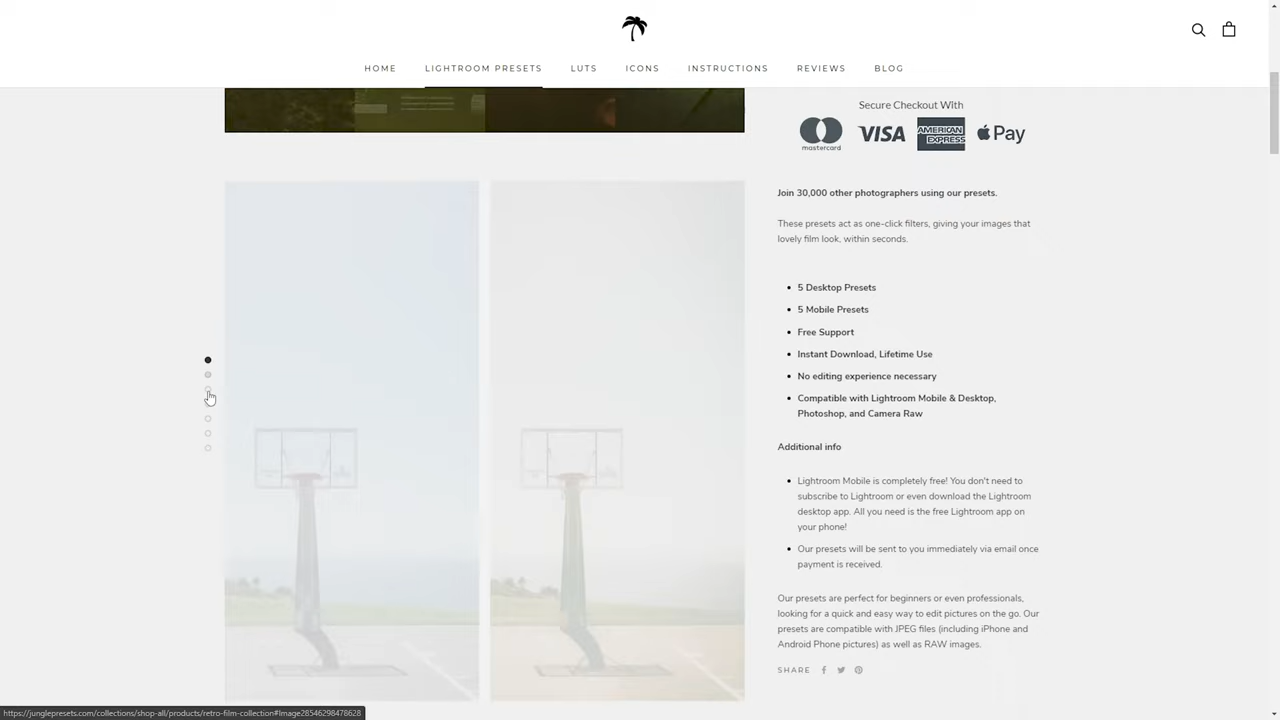 HOME LIGHTROOM PRESETS LUTS ICONS INSTRUCTIONS REVIEWS BLOG
Secure Checkout With
mastercard VISA AMERICAN EXPRESS Pay
Join 30,000 other photographers using our presets.
These presets act as one-click filters, giving your images that
lovely film look, within seconds.
5 Desktop Presets
5 Mobile Presets
Free Support
Instant Download, Lifetime Use
No editing experience necessary
Compatible with Lightroom Mobile & Desktop,
Photoshop, and Camera Raw
Additional info
Lightroom Mobile is completely free! You don't need to
subscribe to Lightroom or even download the Lightroom
desktop app. All you need is the free Lightroom app on
your phone!
Our presets will be sent to you immediately via email once
payment is received.
Our presets are perfect for beginners or even professionals,
looking for a quick and easy way to edit pictures on the go. Our
presets are compatible with JPEG files (including iPhone and
Android Phone pictures) as well as RAW images.
SHARE
https://junglepresets.com/collections/shop-all/products/retro-film-collection#Image28546298478628